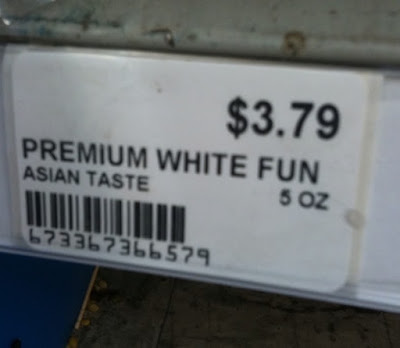 $3.79
PREMIUM WHITE FUN
ASIAN TASTE
5 OZ
673367366579